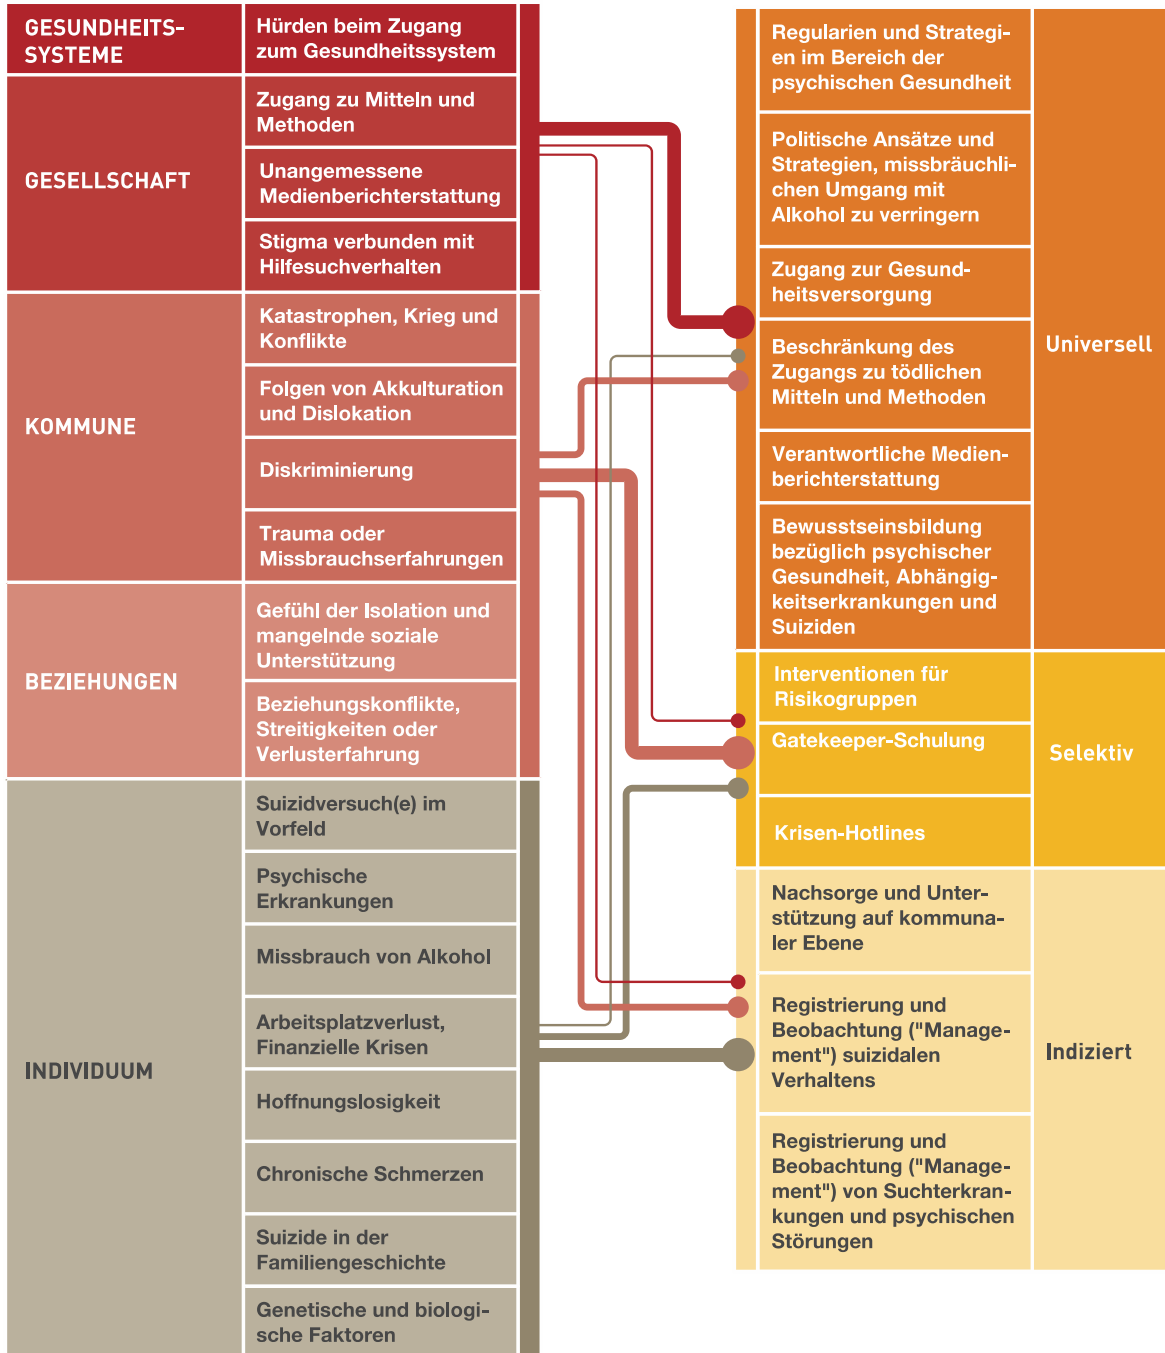 GESUNDHEITS-
SYSTEME
Hürden beim Zugang
zum Gesundheitssystem
GESELLSCHAFT
Zugang zu Mitteln und
Methoden
Unangemessene
Medienberichterstattung
Stigma verbunden mit
Hilfesuchverhalten
KOMMUNE
Katastrophen, Krieg und
Konflikte
Folgen von Akkulturation
und Dislokation
Diskriminierung
Trauma oder
Missbrauchserfahrungen
BEZIEHUNGEN
Gefühl der Isolation und
mangelnde soziale
Unterstützung
Beziehungskonflikte,
Streitigkeiten oder
Verlusterfahrung
INDIVIDUUM
Suizidversuch(e) im
Vorfeld
Psychische
Erkrankungen
Missbrauch von Alkohol
Arbeitsplatzverlust,
Finanzielle Krisen
Hoffnungslosigkeit
Chronische Schmerzen
Suizide in der
Familiengeschichte
Genetische und biologi-
sche Faktoren
Regularien und Strategi-
en im Bereich der
psychischen Gesundheit
Politische Ansätze und
Strategien, missbräuchli-
chen Umgang mit
Alkohol zu verringern
Zugang zur Gesund-
heitsversorgung
Beschränkung des
Zugangs zu tödlichen
Mitteln und Methoden
Verantwortliche Medien-
berichterstattung
Bewusstseinsbildung
bezüglich psychischer
Gesundheit, Abhängig-
keitserkrankungen und
Suiziden
Universell
Interventionen für
Risikogruppen
Gatekeeper-Schulung
Krisen-Hotlines
Selektiv
Nachsorge und Unter-
stützung auf kommuna-
ler Ebene
Registrierung und
Beobachtung ("Manage-
ment") suizidalen
Verhaltens
Registrierung und
Beobachtung ("Manage-
ment") von Suchterkran-
kungen und psychischen
Störungen
Indiziert